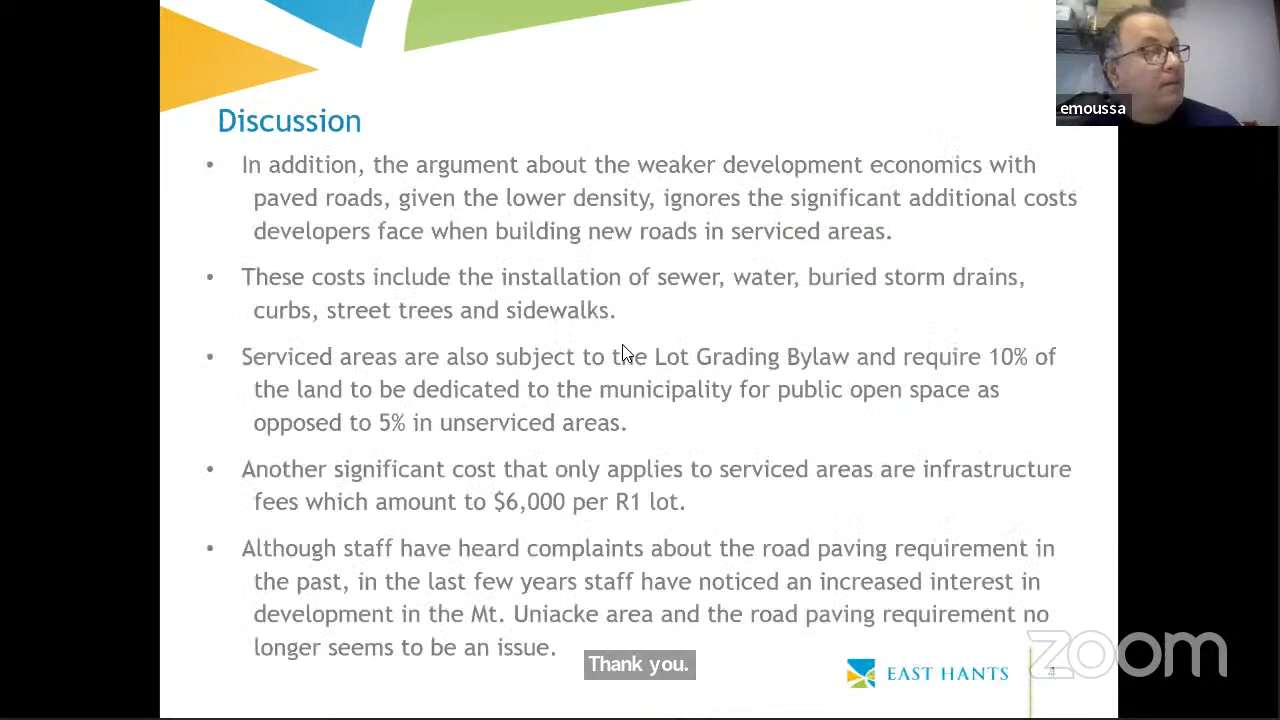 emoussa
Discussion
• In addition, the argument about the weaker development economics with
paved roads, given the lower density, ignores the significant additional costs
developers face when building new roads in serviced areas.
• These costs include the installation of sewer, water, buried storm drains,
curbs, street trees and sidewalks.
• Serviced areas are also subject to the Lot Grading Bylaw and require 10% of
the land to be dedicated to the municipality for public open space as
opposed to 5% in unserviced areas.
• Another significant cost that only applies to serviced areas are infrastructure
fees which amount to $6,000 per R1 lot.
• Although staff have heard complaints about the road paving requirement in
the past, in the last few years staff have noticed an increased interest in
development in the Mt. Uniacke area and the road paving requirement no
longer seems to be an issue.
Thank you.
EAST HANTS
4
zoom